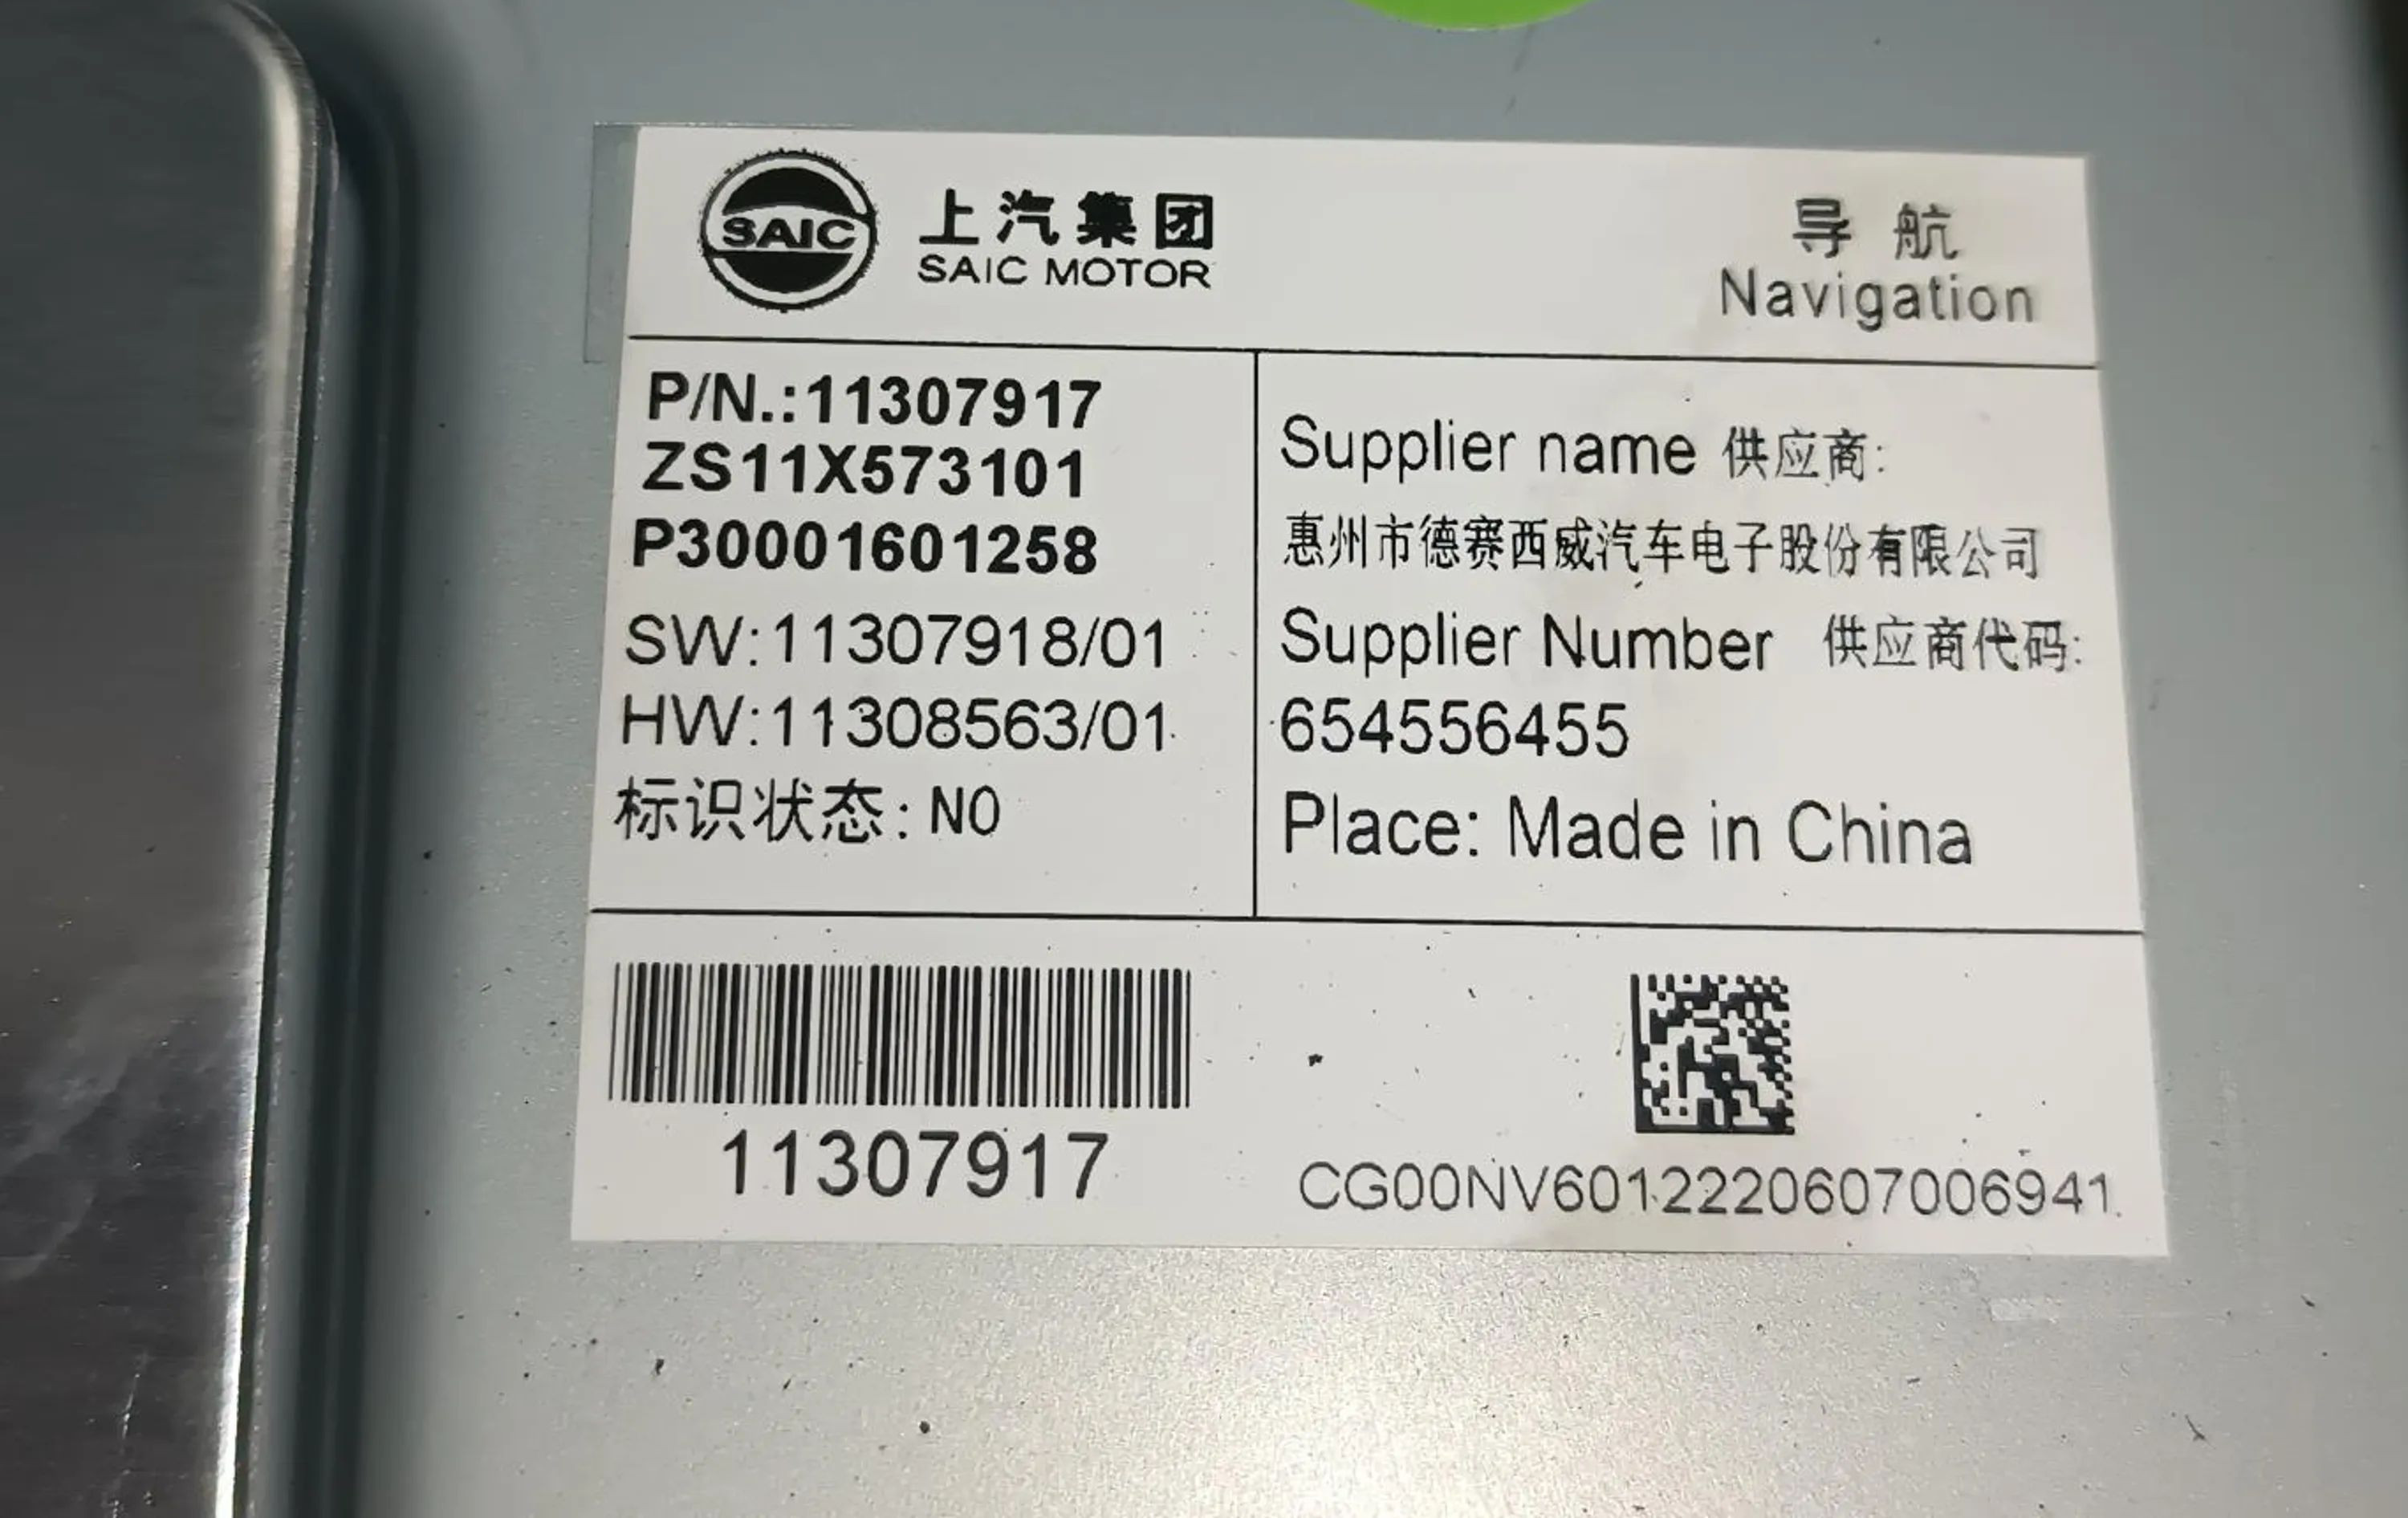 SAIC
上汽集团
SAIC MOTOR
导 航
Navigation
P/N.:11307917
ZS11X573101
P30001601258
SW:11307918/01
HW:11308563/01
标识状态: NO
Supplier name 供应商:
惠州市德赛西威汽车电子股份有限公司
Supplier Number 供应商代码:
654556455
Place: Made in China
11307917
CG00NV6012220607006941